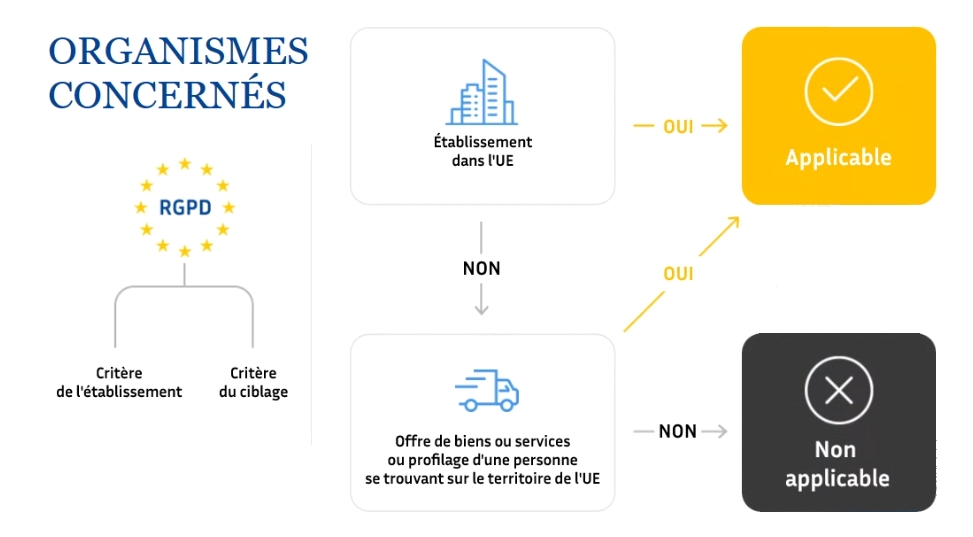 ORGANISMES
CONCERNÉS
RGPD
Critère
de l'établissement
Critère
du ciblage
Établissement
dans l'UE
OUI
Applicable
NON
OUI
Offre de biens ou services
ou profilage d'une personne
se trouvant sur le territoire de l'UE
NON
Non
applicable